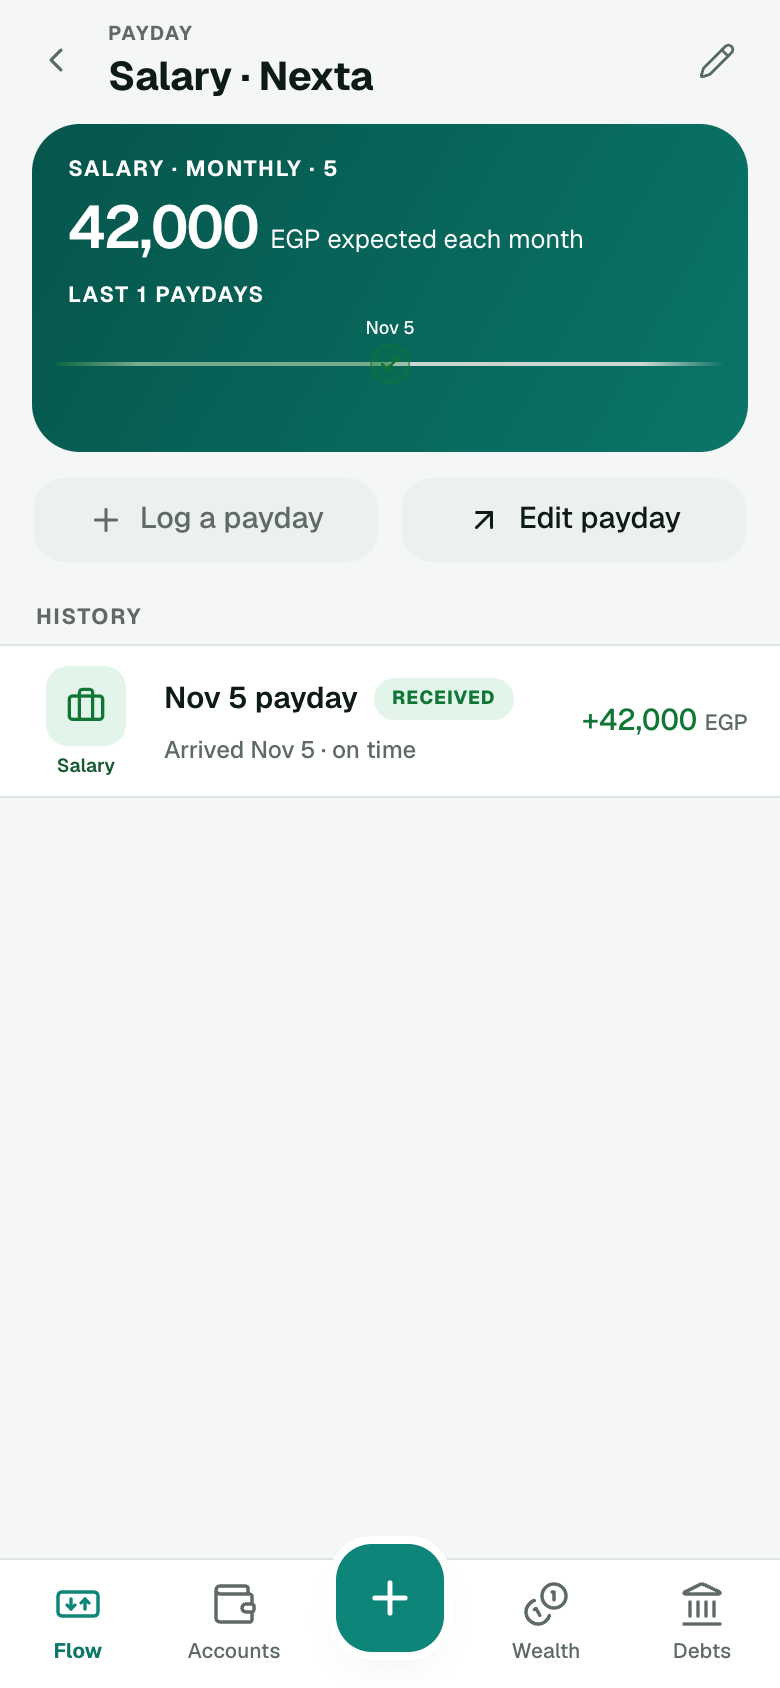 PAYDAY
Salary · Nexta
SALARY · MONTHLY · 5
42,000 EGP expected each month
LAST 1 PAYDAYS
Nov 5
Log a payday
Edit payday
HISTORY
Nov 5 payday RECEIVED
Arrived Nov 5 · on time
+42,000 EGP
Salary
Flow
Accounts
Wealth
Debts